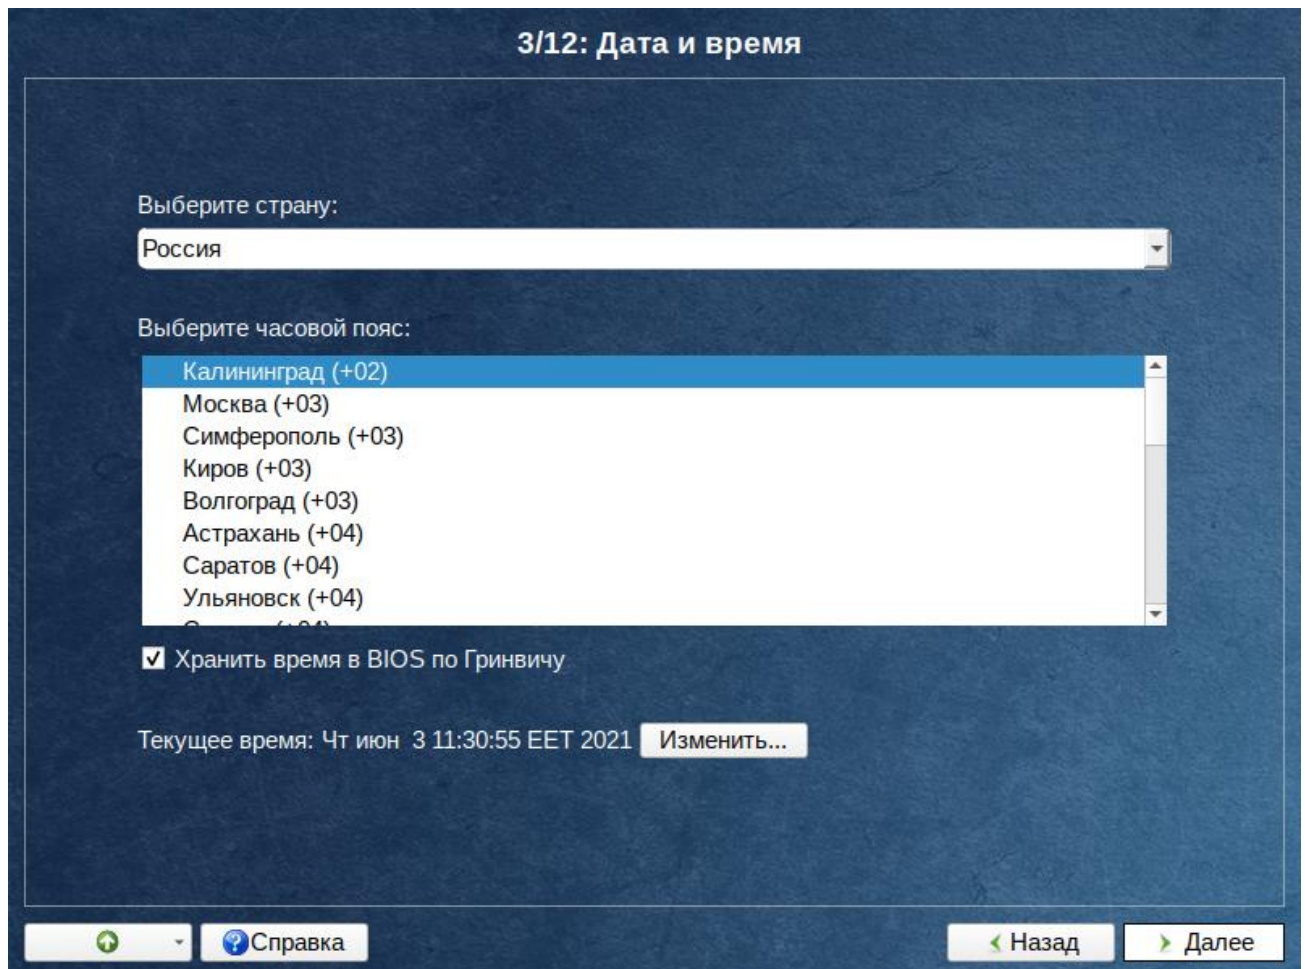 3/12: Дата и время
Выберите страну:
Россия
Выберите часовой пояс:
Калининград (+02)
Москва (+03)
Симферополь (+03)
Киров (+03)
Волгоград (+03)
Астрахань (+04)
Саратов (+04)
Ульяновск (+04)
Хранить время в BIOS по Гринвичу
Текущее время: Чт июн  3 11:30:55 EET 2021 Изменить...
Справка Назад Далее